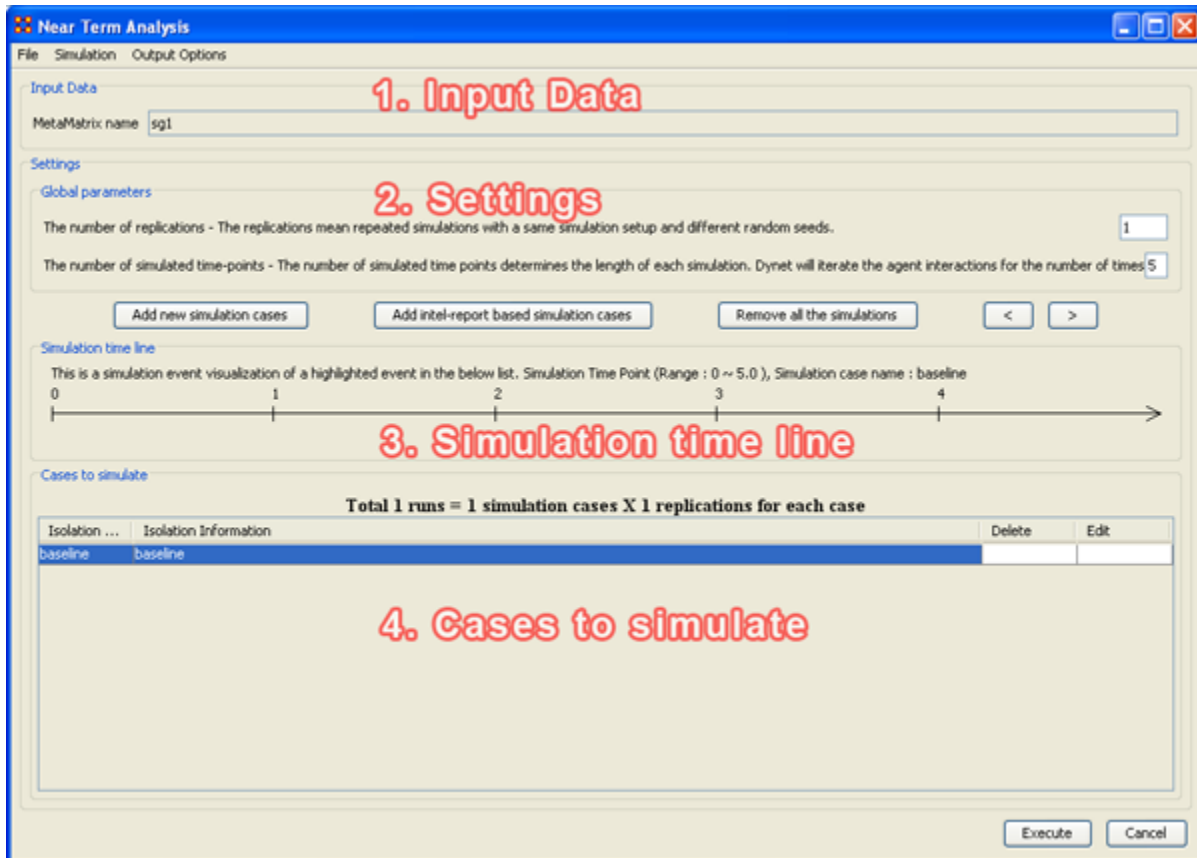 Near Term Analysis
File Simulation Output Options
Input Data
1. Input Data
MetaMatrix name sg1
Settings
Global parameters
2. Settings
The number of replications - The replications mean repeated simulations with a same simulation setup and different random seeds. 1
The number of simulated time-points - The number of simulated time points determines the length of each simulation. Dynet will iterate the agent interactions for the number of times 5
Add new simulation cases Add intel-report based simulation cases Remove all the simulations < >
Simulation time line
This is a simulation event visualization of a highlighted event in the below list. Simulation Time Point (Range : 0 ~ 5.0 ), Simulation case name : baseline
0 1 2 3 4
3. Simulation time line
Cases to simulate
Total 1 runs = 1 simulation cases X 1 replications for each case
Isolation ... Isolation Information Delete Edit
baseline baseline
4. Cases to simulate
Execute Cancel